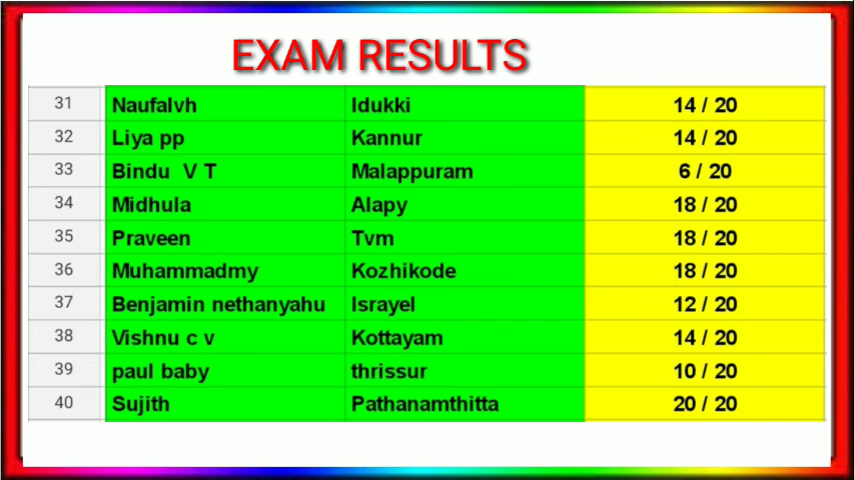 EXAM RESULTS
31 Naufalvh Idukki 14 / 20
32 Liya pp Kannur 14 / 20
33 Bindu V T Malappuram 6 / 20
34 Midhula Alapy 18 / 20
35 Praveen Tvm 18 / 20
36 Muhammadmy Kozhikode 18 / 20
37 Benjamin nethanyahu Israyel 12 / 20
38 Vishnu c v Kottayam 14 / 20
39 paul baby thrissur 10 / 20
40 Sujith Pathanamthitta 20 / 20